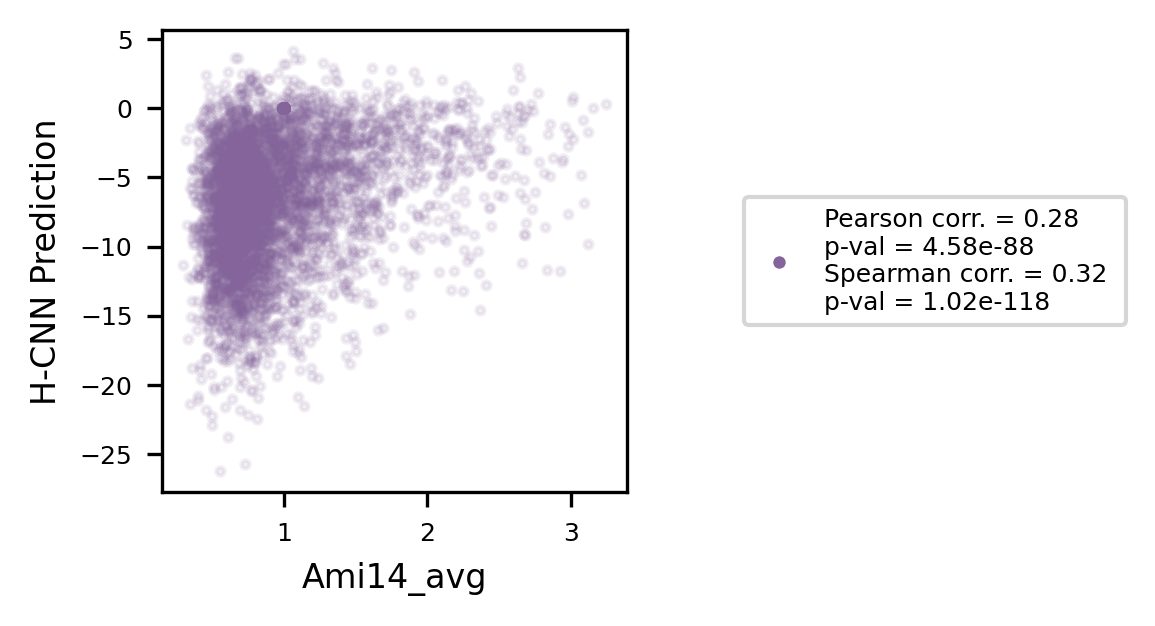 5
0
−5
−10
−15
−20
−25
H-CNN Prediction
1
2
3
Ami14_avg
Pearson corr. = 0.28
p-val = 4.58e-88
Spearman corr. = 0.32
p-val = 1.02e-118